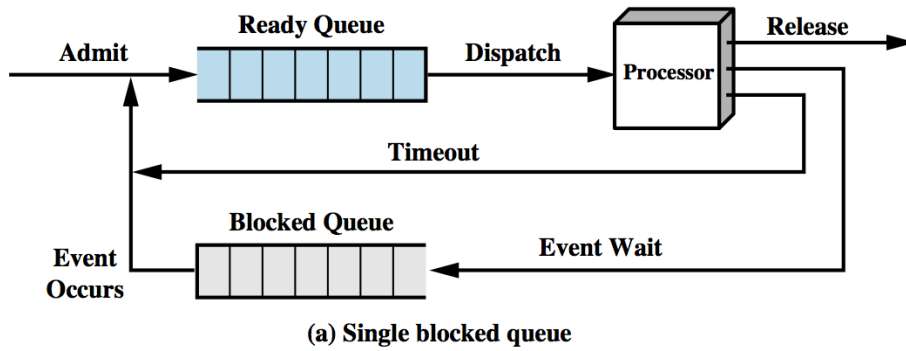 Ready Queue
Admit
Dispatch
Processor
Release
Timeout
Blocked Queue
Event Wait
Event
Occurs
(a) Single blocked queue